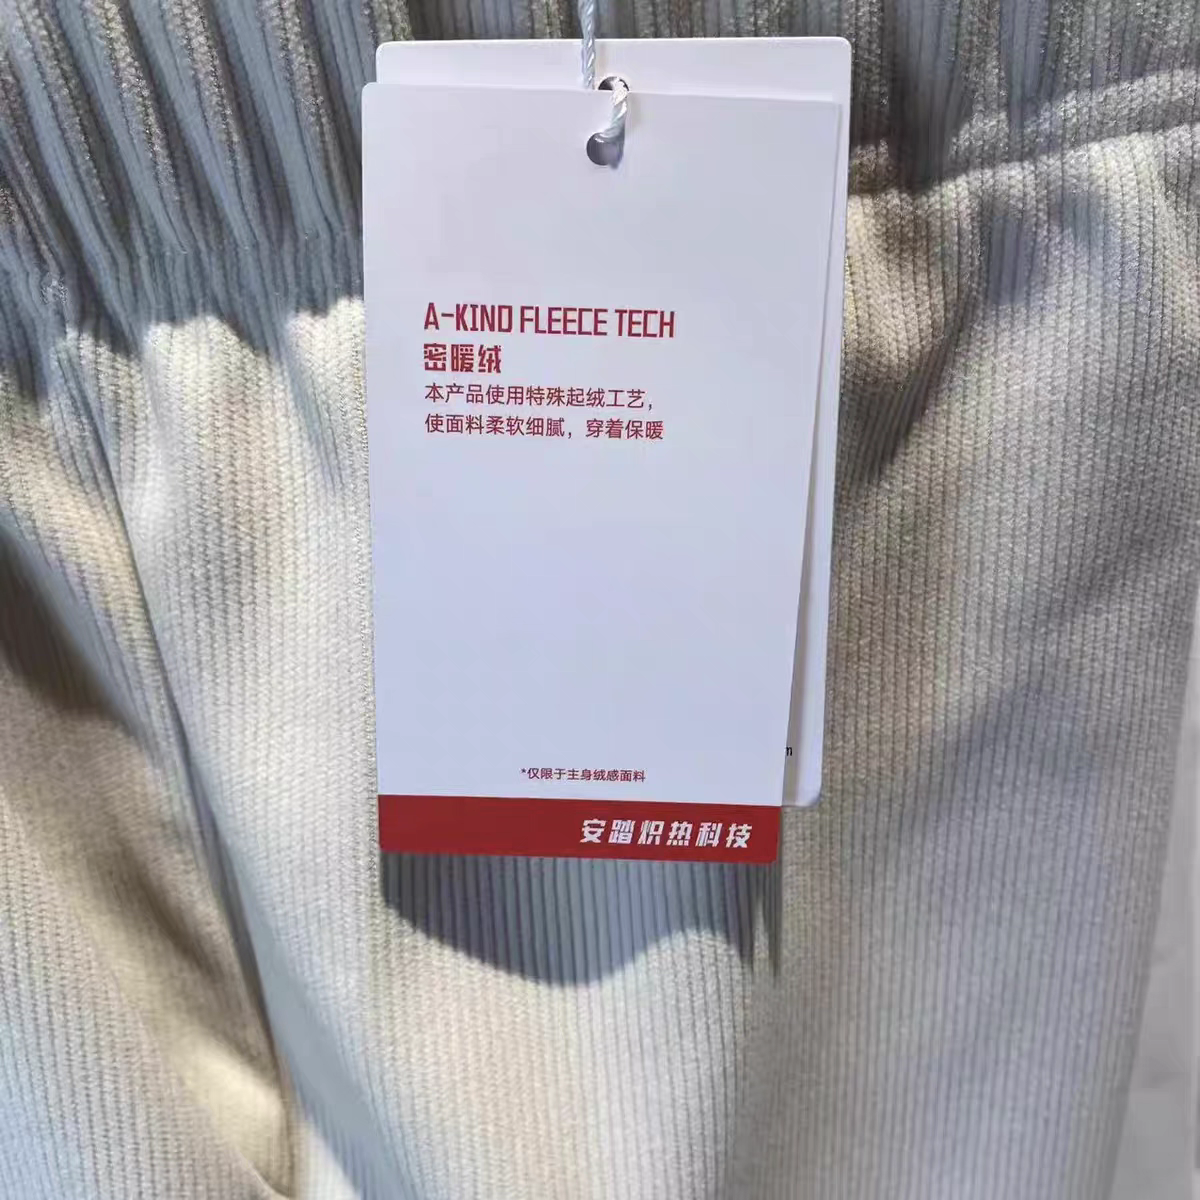 A-KIND FLEECE TECH
密暖绒
本产品使用特殊起绒工艺，
使面料柔软细腻，穿着保暖
m
*仅限于主身绒感面料
安踏炽热科技